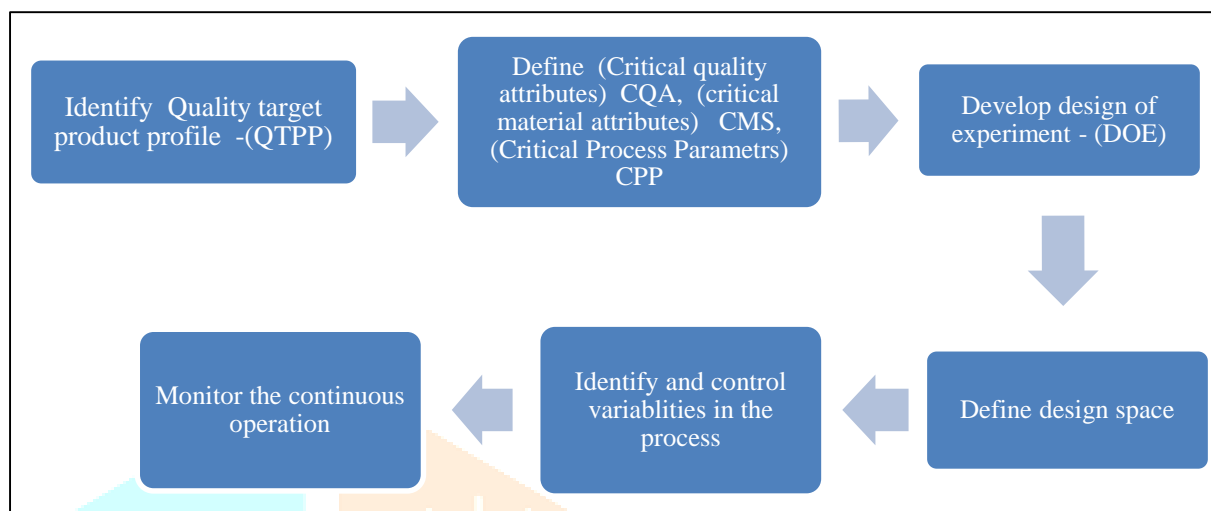 Identify Quality target
product profile -(QTPP)
Define (Critical quality
attributes) CQA, (critical
material attributes) CMS,
(Critical Process Parametrs)
CPP
Develop design of
experiment - (DOE)
Define design space
Identify and control
variablities in the
process
Monitor the continuous
operation